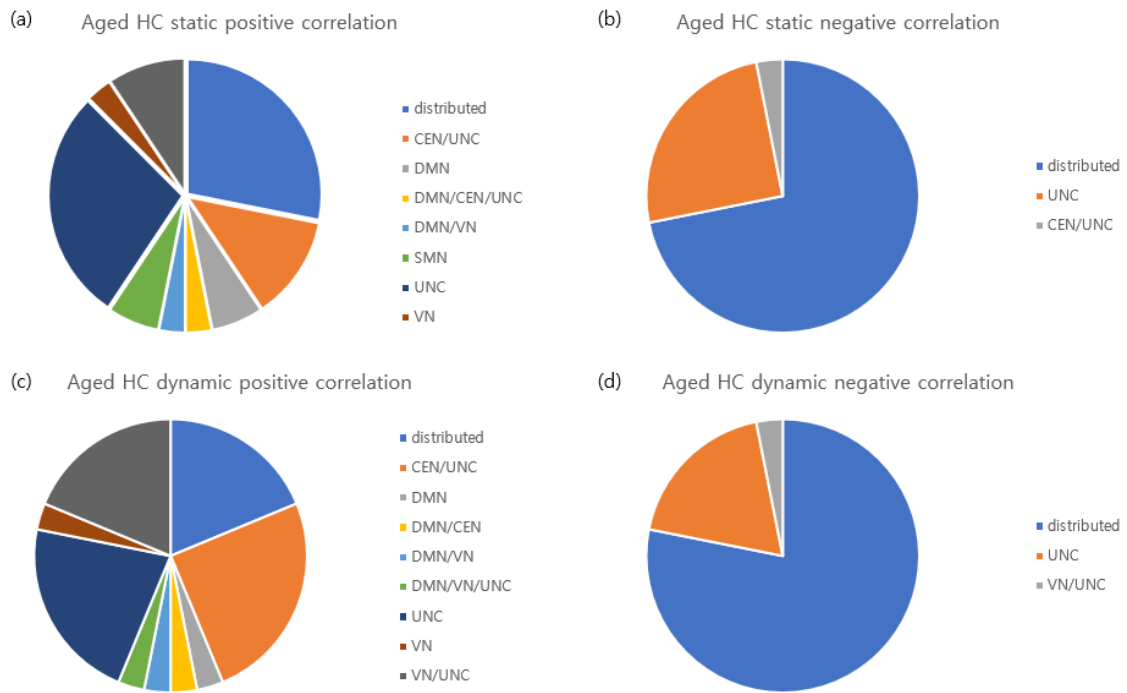 (a) Aged HC static positive correlation
distributed
CEN/UNC
DMN
DMN/CEN/UNC
DMN/VN
SMN
UNC
VN
(b) Aged HC static negative correlation
distributed
UNC
CEN/UNC
(c) Aged HC dynamic positive correlation
distributed
CEN/UNC
DMN
DMN/CEN
DMN/VN
DMN/VN/UNC
UNC
VN
VN/UNC
(d) Aged HC dynamic negative correlation
distributed
UNC
VN/UNC